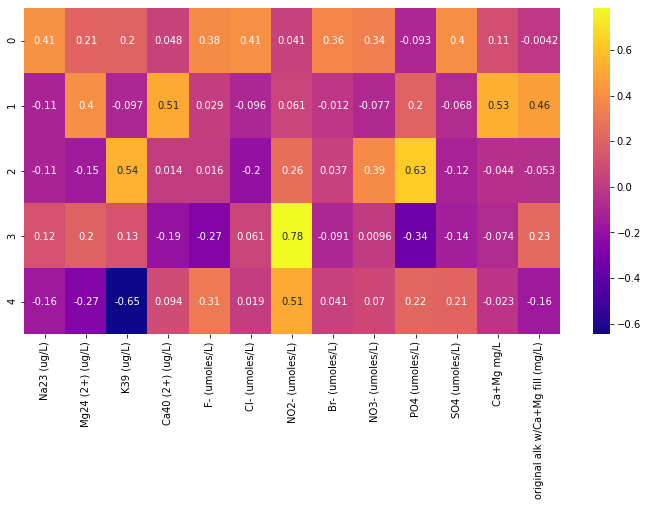 0 0.41 0.21 0.2 0.048 0.38 0.41 0.041 0.36 0.34 -0.093 0.4 0.11 -0.0042
1 -0.11 0.4 -0.097 0.51 0.029 -0.096 0.061 -0.012 -0.077 0.2 -0.068 0.53 0.46
2 -0.11 -0.15 0.54 0.014 0.016 -0.2 0.26 0.037 0.39 0.63 -0.12 -0.044 -0.053
3 0.12 0.2 0.13 -0.19 -0.27 0.061 0.78 -0.091 0.0096 -0.34 -0.14 -0.074 0.23
4 -0.16 -0.27 -0.65 0.094 0.31 0.019 0.51 0.041 0.07 0.22 0.21 -0.023 -0.16
Na23 (ug/L)
Mg24 (2+) (ug/L)
K39 (ug/L)
Ca40 (2+) (ug/L)
F- (umoles/L)
Cl- (umoles/L)
NO2- (umoles/L)
Br- (umoles/L)
NO3- (umoles/L)
PO4 (umoles/L)
SO4 (umoles/L)
Ca+Mg mg/L
original alk w/Ca+Mg fill (mg/L)
0.6
0.4
0.2
0.0
−0.2
−0.4
−0.6